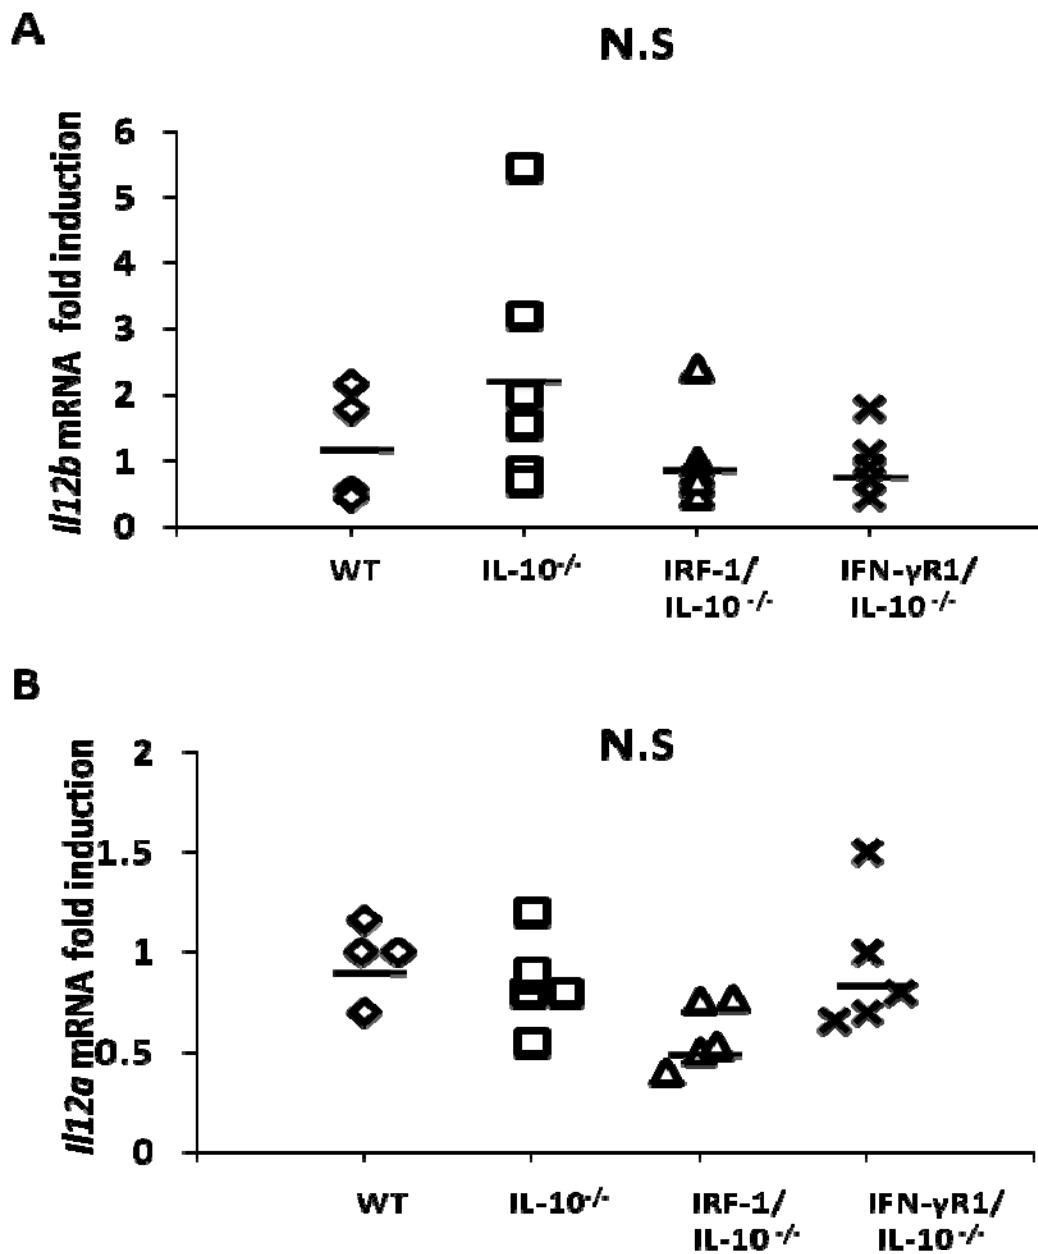 A
N.S
Il12b mRNA fold induction
6
5
4
3
2
1
0
WT
IL-10-/-
IRF-1/
IL-10 -/-
IFN-γR1/
IL-10 -/-
B
N.S
Il12a mRNA fold induction
2
1.5
1
0.5
0
WT
IL-10-/-
IRF-1/
IL-10 -/-
IFN-γR1/
IL-10 -/-